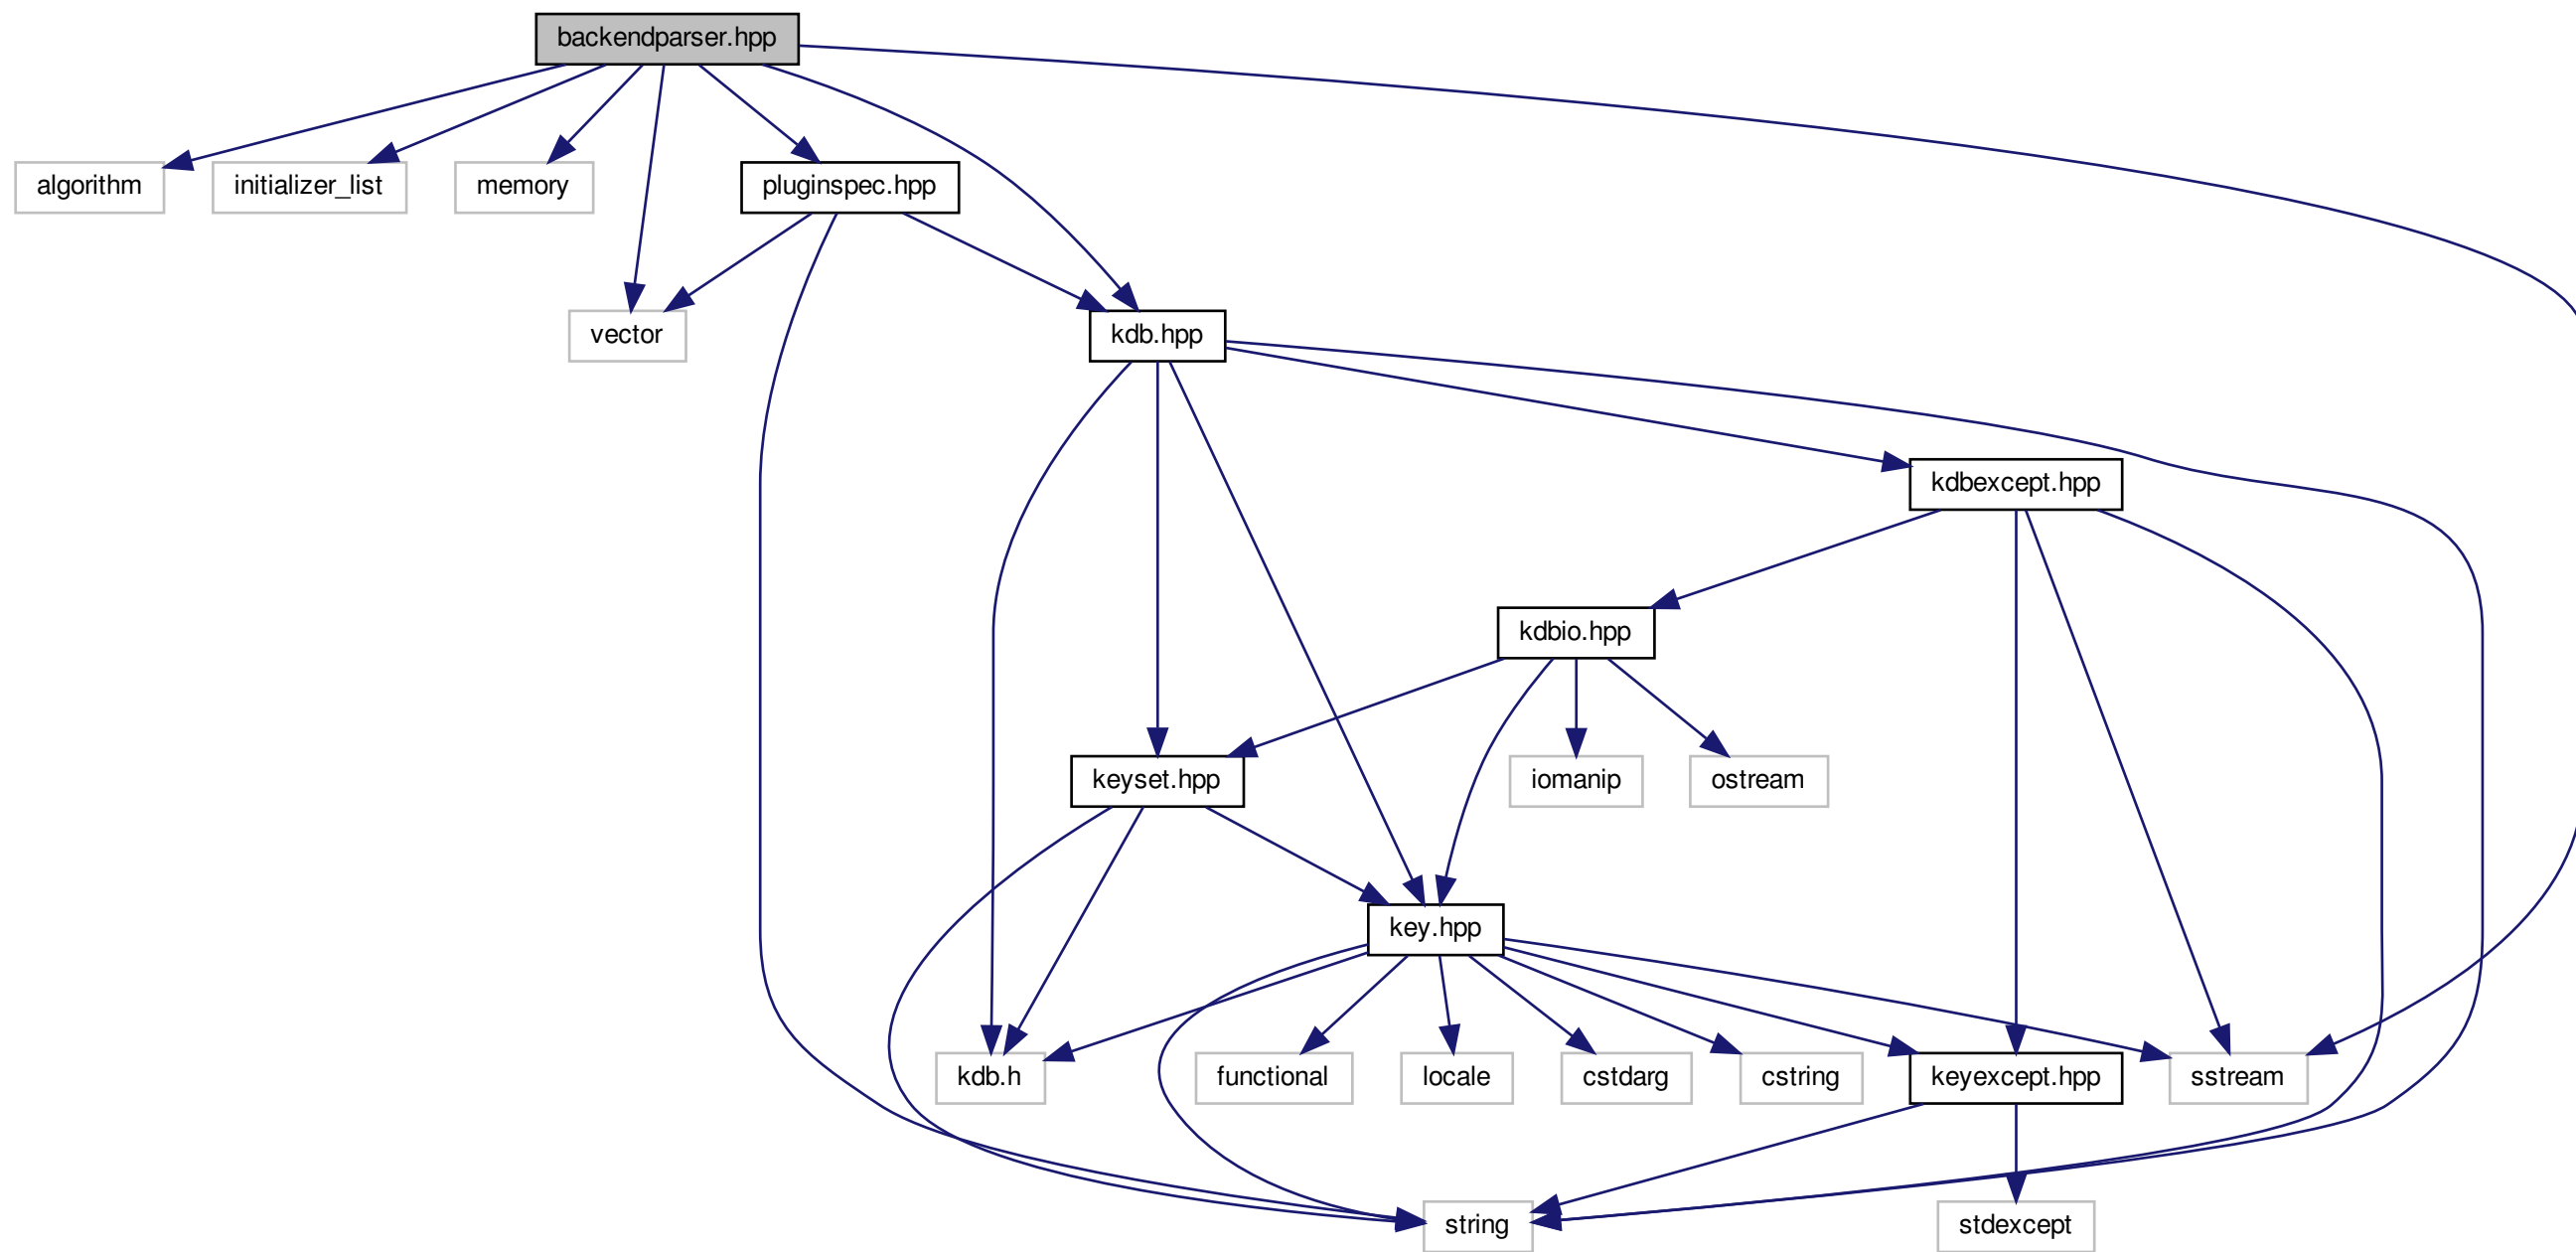 backendparser.hpp
algorithm
initializer_list
memory
pluginspec.hpp
vector
kdb.hpp
kdbexcept.hpp
kdbio.hpp
keyset.hpp
iomanip
ostream
key.hpp
kdb.h
functional
locale
cstdarg
cstring
keyexcept.hpp
sstream
string
stdexcept